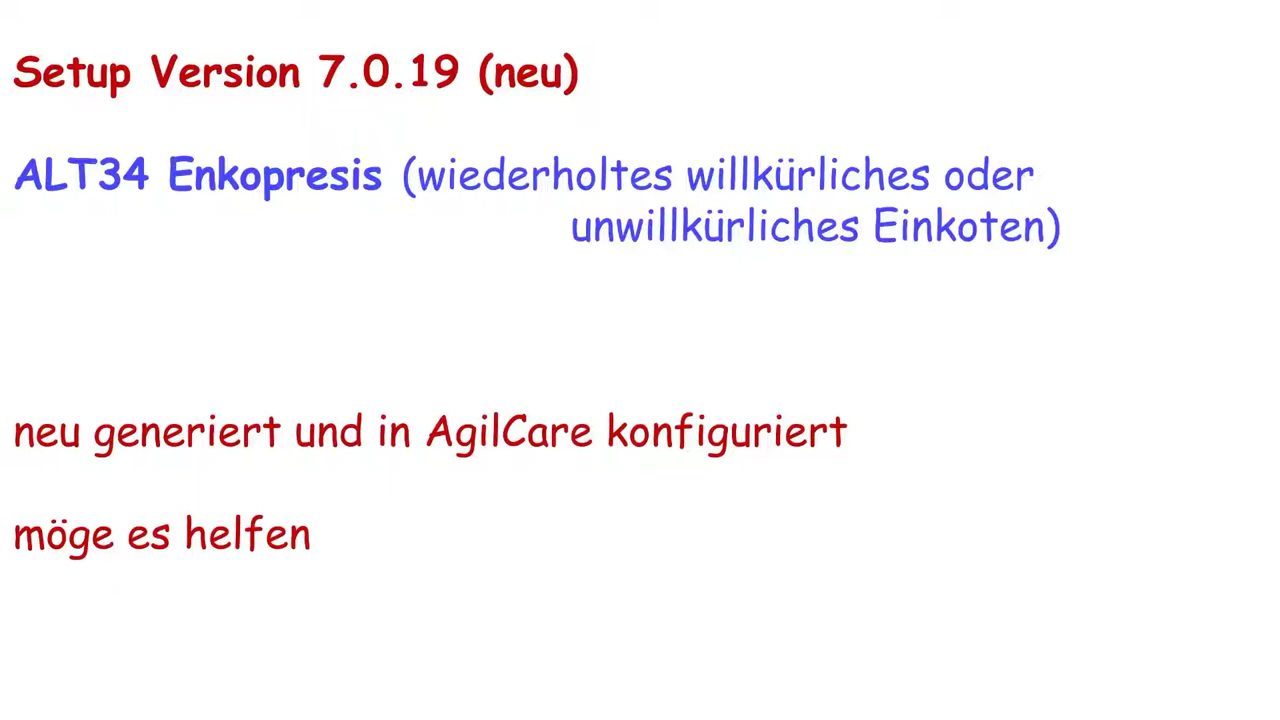 Setup Version 7.0.19 (neu)
ALT34 Enkopresis (wiederholtes willkürliches oder
unwillkürliches Einkoten)
neu generiert und in AgilCare konfiguriert
möge es helfen